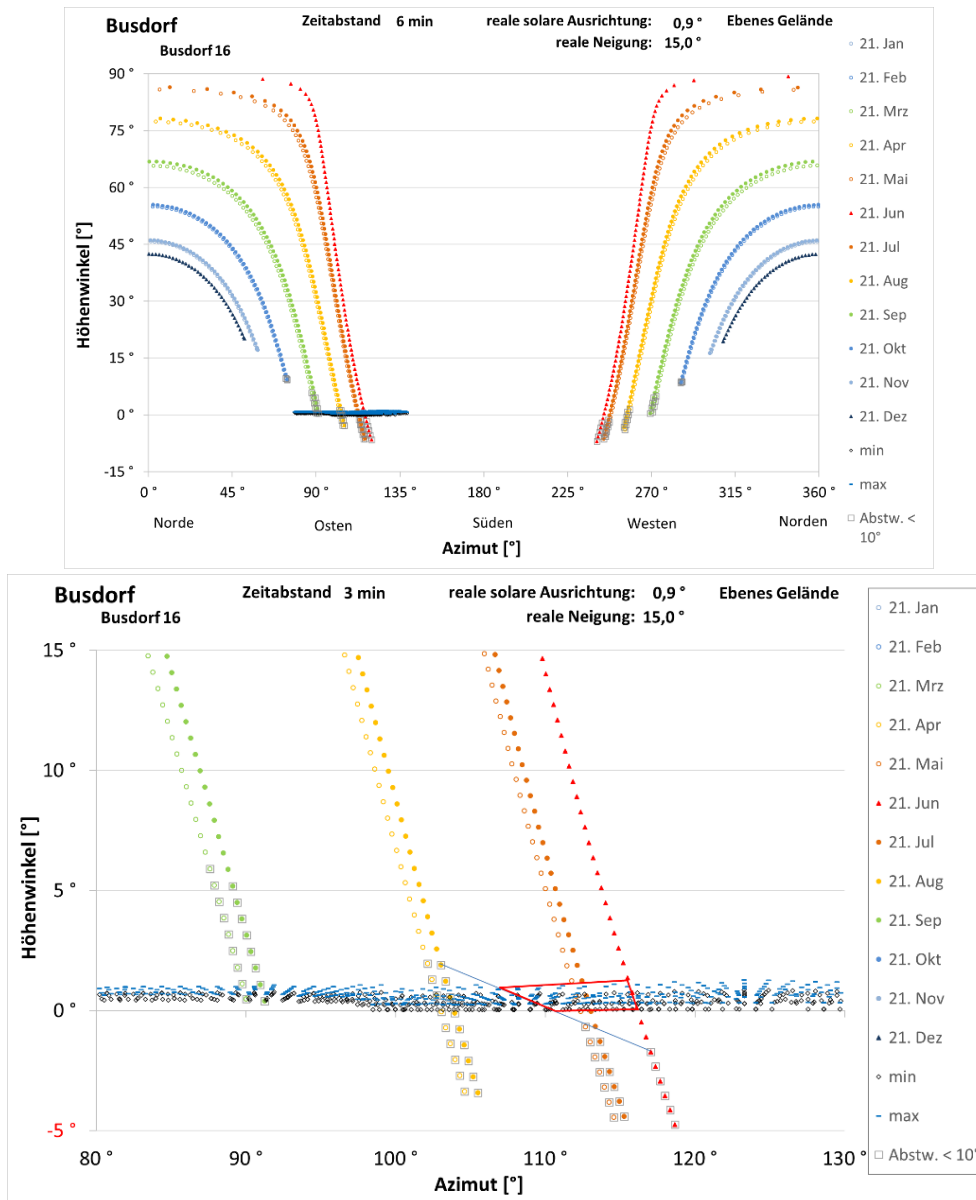 Busdorf Zeitabstand 6 min reale solare Ausrichtung: 0,9 ° Ebenes Gelände
Busdorf 16 reale Neigung: 15,0 °
90 °
75 °
60 °
45 °
30 °
15 °
0 °
-15 °
Höhenwinkel [°]
0 ° 45 ° 90 ° 135 ° 180 ° 225 ° 270 ° 315 ° 360 °
Norde Osten Süden Westen Norden
Azimut [°]
21. Jan
21. Feb
21. Mrz
21. Apr
21. Mai
21. Jun
21. Jul
21. Aug
21. Sep
21. Okt
21. Nov
21. Dez
min
max
Abstw. <
10°
Busdorf Zeitabstand 3 min reale solare Ausrichtung: 0,9 ° Ebenes Gelände
Busdorf 16 reale Neigung: 15,0 °
15 °
10 °
5 °
0 °
-5 °
Höhenwinkel [°]
80 ° 90 ° 100 ° 110 ° 120 ° 130 °
Azimut [°]
21. Jan
21. Feb
21. Mrz
21. Apr
21. Mai
21. Jun
21. Jul
21. Aug
21. Sep
21. Okt
21. Nov
21. Dez
min
max
Abstw. < 10°